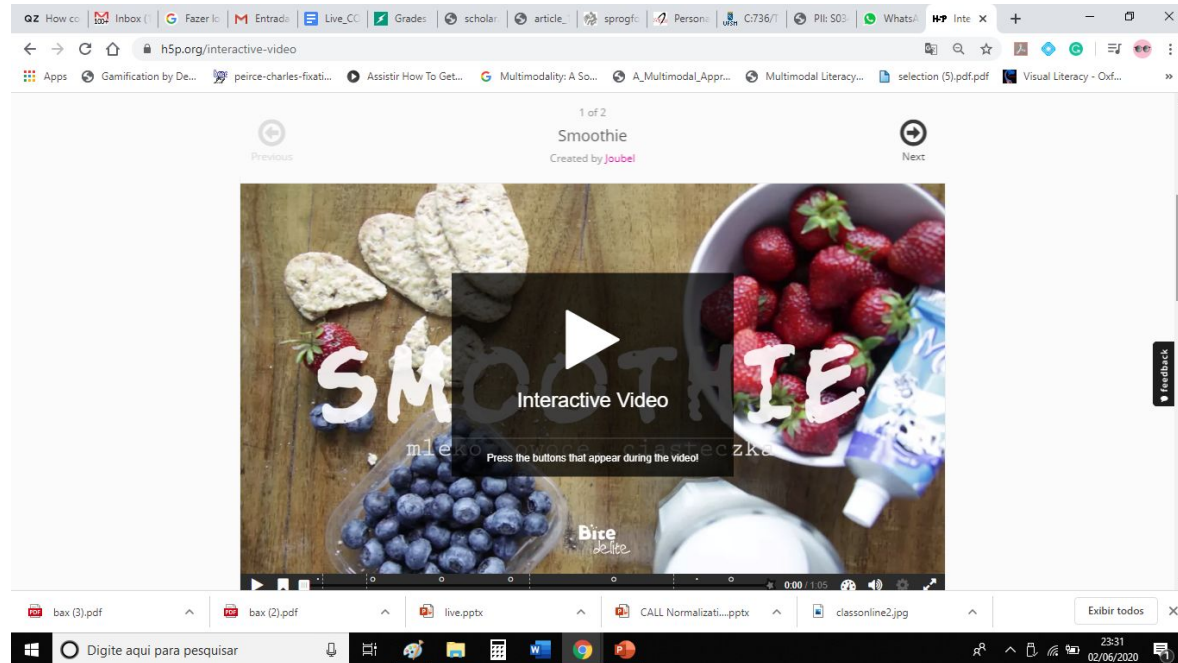 QZ How co
Inbox (
Fazer lo
Entrada
Live_CC
Grades
scholar
article_
sprogfo
Persona
C:736/T
PII: S03
WhatsA
H-P Inte
h5p.org/interactive-video
Apps
Gamification by De...
peirce-charles-fixati...
Assistir How To Get...
Multimodality: A So...
A_Multimodal_Appr...
Multimodal Literacy...
selection (5).pdf.pdf
Visual Literacy - Oxf...
1 of 2
Smoothie
Previous
Created by Joubel
Next
SMOOTHIE
Interactive Video
mleko owoce ciasteczka
Press the buttons that appear during the video!
Bite
delite
feedback
0:00 / 1:05
bax (3).pdf
bax (2).pdf
live.pptx
CALL Normalizati....pptx
classonline2.jpg
Exibir todos
Digite aqui para pesquisar
23:31
02/06/2020